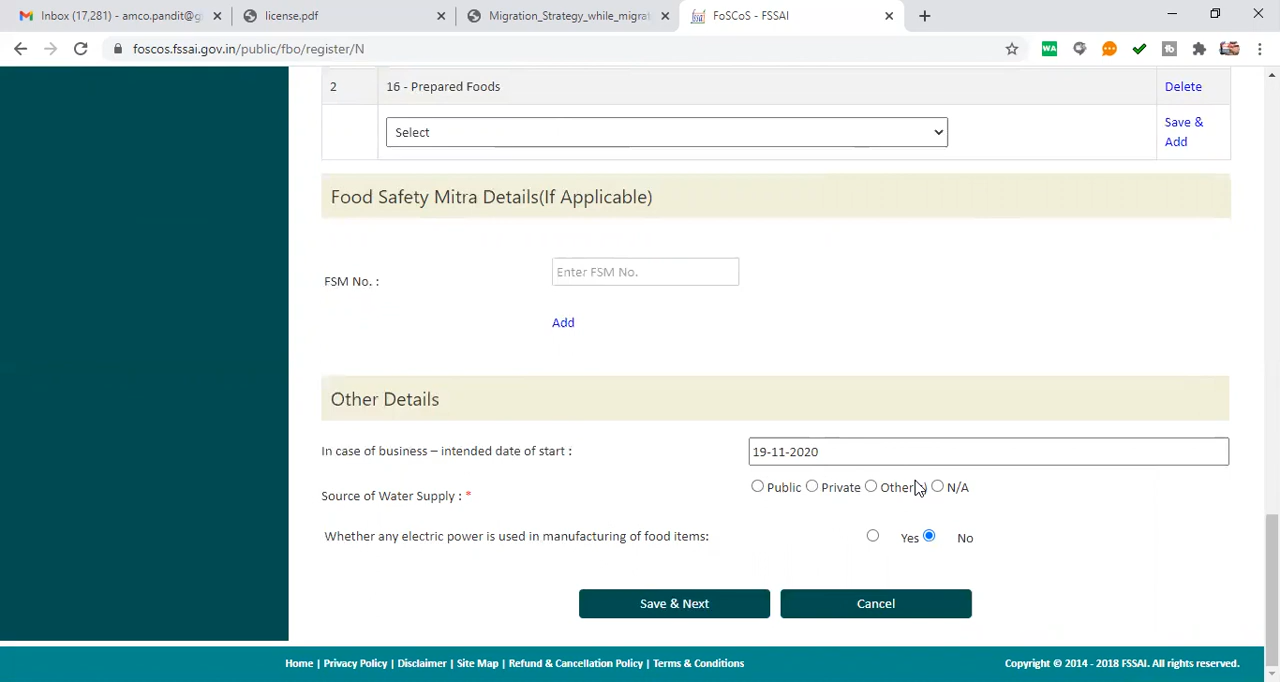 Inbox (17,281) - amco.pandit@g
license.pdf
Migration_Strategy_while_migrat
FoSCoS - FSSAI
foscos.fssai.gov.in/public/fbo/register/N
WA
2 16 - Prepared Foods Delete
Select
Save & Add
Food Safety Mitra Details(If Applicable)
FSM No. : Enter FSM No.
Add
Other Details
In case of business – intended date of start : 19-11-2020
Source of Water Supply : * Public Private Other N/A
Whether any electric power is used in manufacturing of food items: Yes No
Save & Next Cancel
Home | Privacy Policy | Disclaimer | Site Map | Refund & Cancellation Policy | Terms & Conditions
Copyright © 2014 - 2018 FSSAI. All rights reserved.